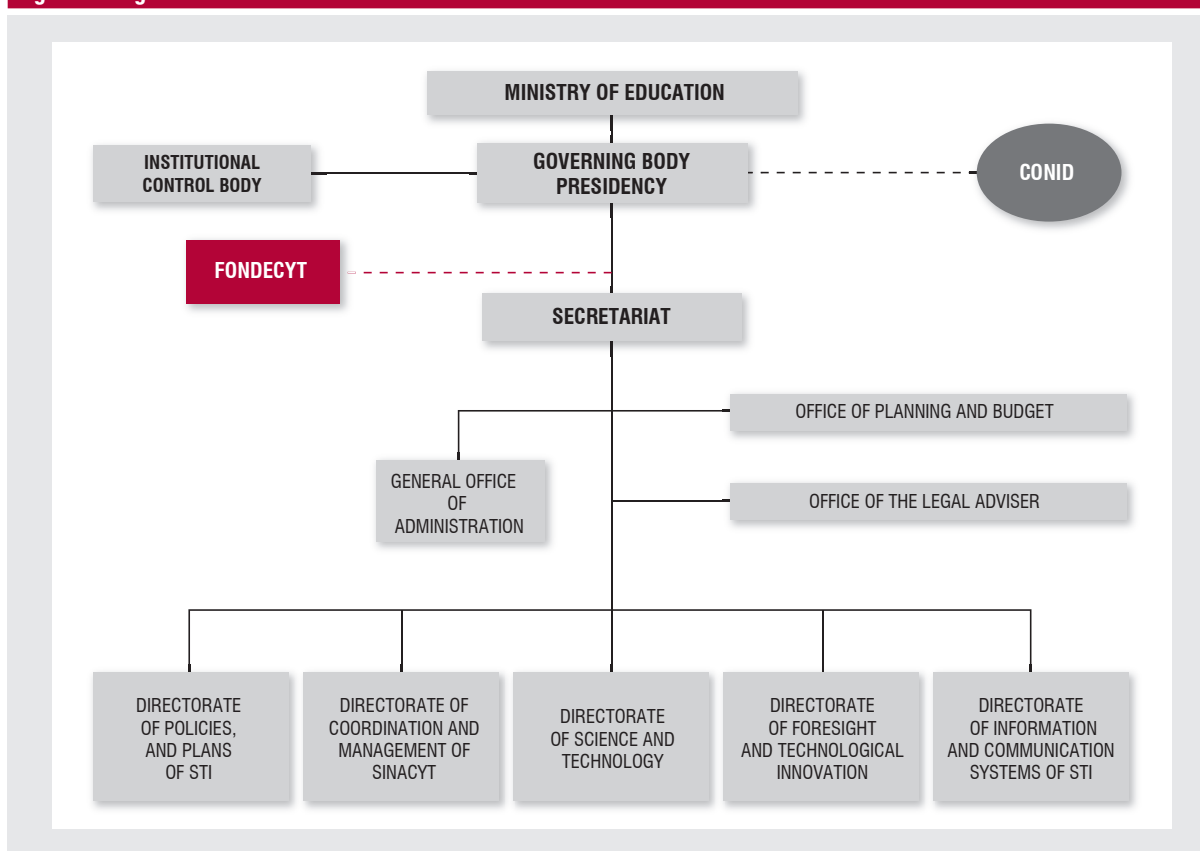 MINISTRY OF EDUCATION
INSTITUTIONAL
CONTROL BODY
GOVERNING BODY
PRESIDENCY
CONID
FONDECYT
SECRETARIAT
OFFICE OF PLANNING AND BUDGET
GENERAL OFFICE
OF
ADMINISTRATION
OFFICE OF THE LEGAL ADVISER
DIRECTORATE
OF POLICIES,
AND PLANS
OF STI
DIRECTORATE OF
COORDINATION AND
MANAGEMENT OF
SINACYT
DIRECTORATE
OF SCIENCE AND
TECHNOLOGY
DIRECTORATE
OF FORESIGHT
AND TECHNOLOGICAL
INNOVATION
DIRECTORATE
OF INFORMATION
AND COMMUNICATION
SYSTEMS OF STI